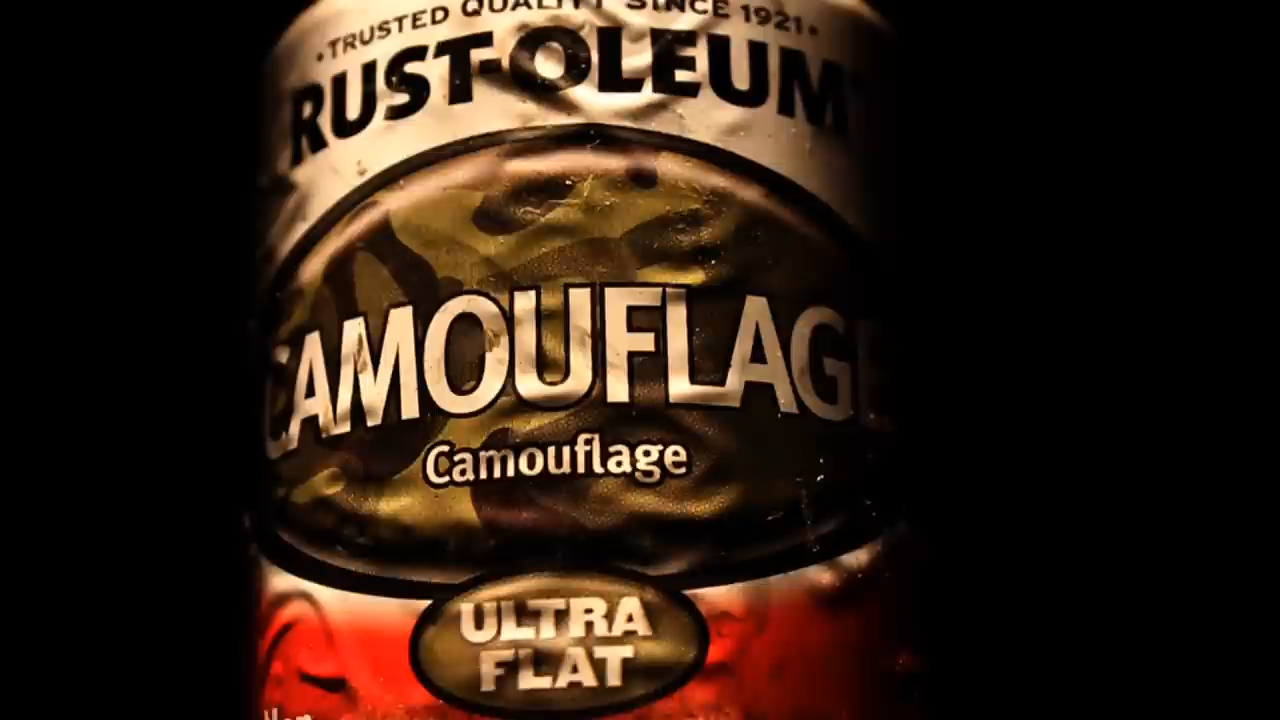 ·TRUSTED QUALITY SINCE 1921·
RUST-OLEUM
CAMOUFLAGE
Camouflage
ULTRA
FLAT